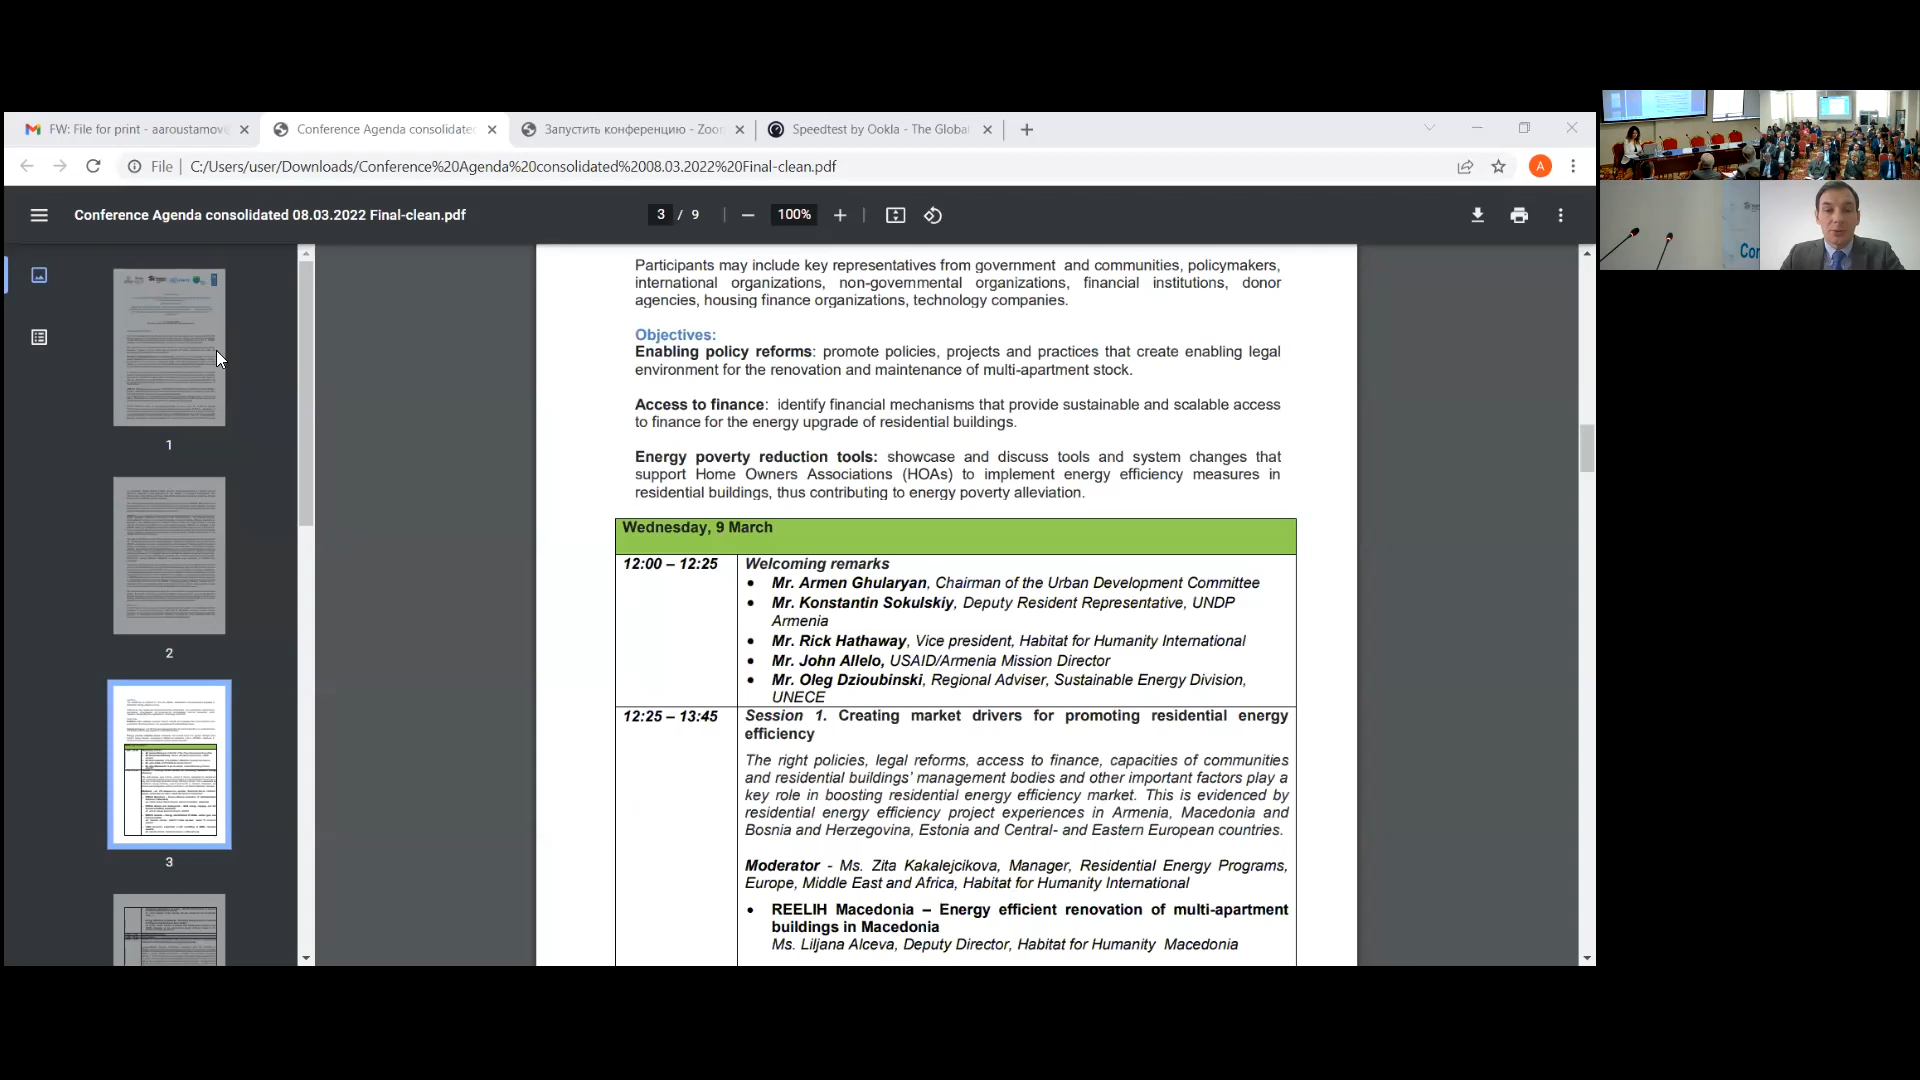 FW: File for print - aaroustamov
Conference Agenda consolidated
Запустить конференцию - Zoo
Speedtest by Ookla - The Global
File
C:/Users/user/Downloads/Conference%20Agenda%20consolidated%2008.03.2022%20Final-clean.pdf
A
Conference Agenda consolidated 08.03.2022 Final-clean.pdf
3 / 9
100%
1
2
3
Participants may include key representatives from government and communities, policymakers,
international organizations, non-governmental organizations, financial institutions, donor
agencies, housing finance organizations, technology companies.
Objectives:
Enabling policy reforms: promote policies, projects and practices that create enabling legal
environment for the renovation and maintenance of multi-apartment stock.
Access to finance: identify financial mechanisms that provide sustainable and scalable access
to finance for the energy upgrade of residential buildings.
Energy poverty reduction tools: showcase and discuss tools and system changes that
support Home Owners Associations (HOAs) to implement energy efficiency measures in
residential buildings, thus contributing to energy poverty alleviation.
Wednesday, 9 March
12:00 – 12:25
Welcoming remarks
• Mr. Armen Ghularyan, Chairman of the Urban Development Committee
• Mr. Konstantin Sokulskiy, Deputy Resident Representative, UNDP
Armenia
• Mr. Rick Hathaway, Vice president, Habitat for Humanity International
• Mr. John Allelo, USAID/Armenia Mission Director
• Mr. Oleg Dzioubinski, Regional Adviser, Sustainable Energy Division,
UNECE
12:25 – 13:45
Session 1. Creating market drivers for promoting residential energy
efficiency
The right policies, legal reforms, access to finance, capacities of communities
and residential buildings' management bodies and other important factors play a
key role in boosting residential energy efficiency market. This is evidenced by
residential energy efficiency project experiences in Armenia, Macedonia and
Bosnia and Herzegovina, Estonia and Central- and Eastern European countries.
Moderator - Ms. Zita Kakalejcikova, Manager, Residential Energy Programs,
Europe, Middle East and Africa, Habitat for Humanity International
• REELIH Macedonia – Energy efficient renovation of multi-apartment
buildings in Macedonia
Ms. Liljana Alceva, Deputy Director, Habitat for Humanity Macedonia